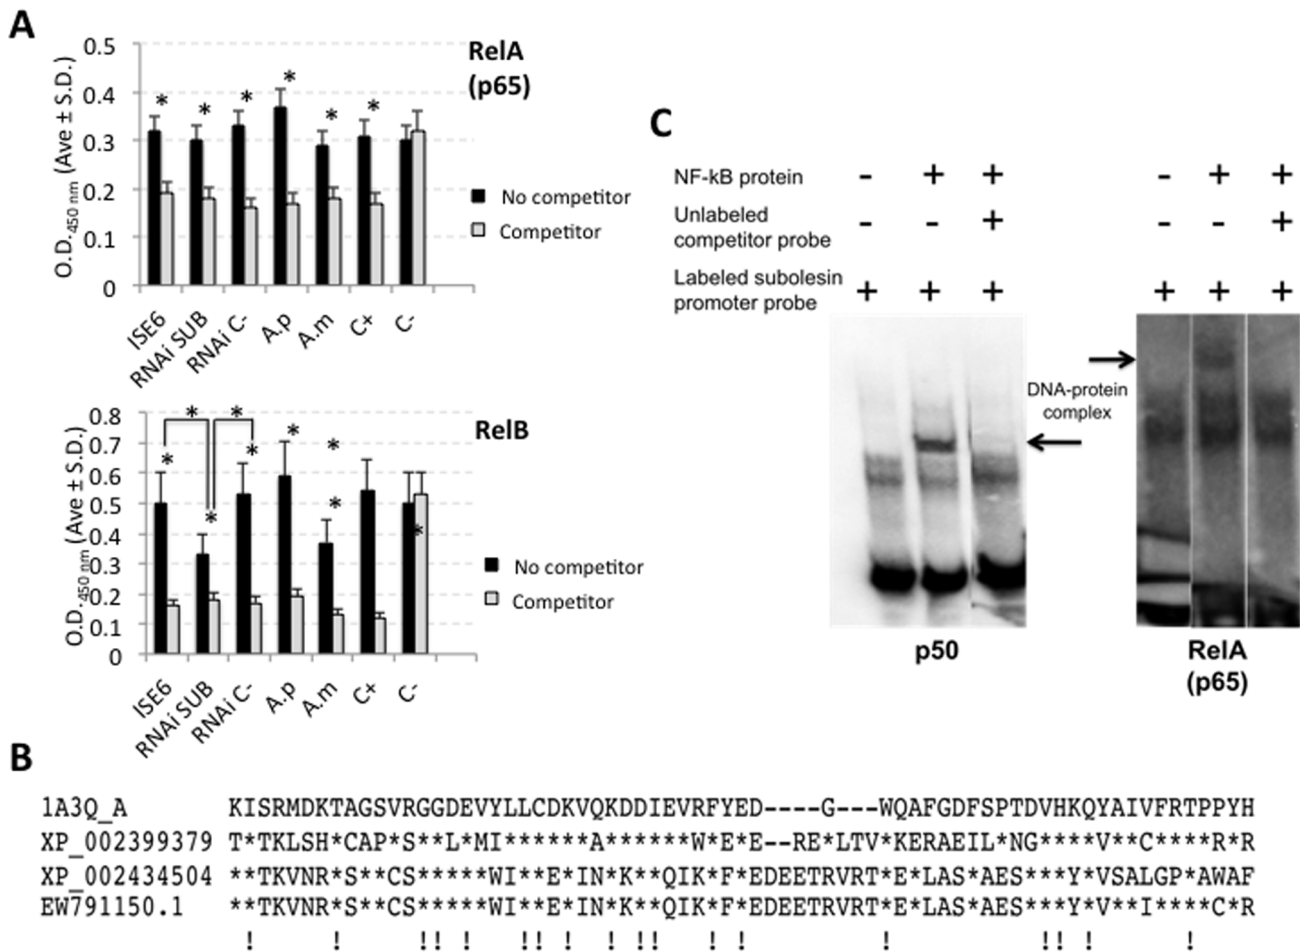 A
RelA
(p65)
O.D.450 nm (Ave ± S.D.)
0.5
0.4
0.3
0.2
0.1
0
* * * * * *
No competitor
Competitor
ISE6 RNAi SUB RNAi C- A.p A.m C+ C-
RelB
O.D.450 nm (Ave ± S.D.)
0.8
0.7
0.6
0.5
0.4
0.3
0.2
0.1
0
* *
* * * * * * *
No competitor
Competitor
ISE6 RNAi SUB RNAi C- A.p A.m C+ C-
C
NF-kB protein - + + - + +
Unlabeled
competitor probe - - + - - +
Labeled subolesin
promoter probe + + + + + +
DNA-protein
complex
p50
RelA
(p65)
B
1A3Q_A KISRMDKTAGSVRGGDEVYLLCDKVQKDDIEVRFYED----G---WQAFGDFSPTDVHKQYAIVFRTPPYH
XP_002399379 T*TKLSH*CAP*S**L*MI******A******W*E*E--RE*LTV*KERAEIL*NG****V**C****R*R
XP_002434504 **TKVNR*S**CS*****WI**E*IN*K**QIK*F*EDEETRVRT*E*LAS*AES***Y*VSALGP*AWAF
EW791150.1 **TKVNR*S**CS*****WI**E*IN*K**QIK*F*EDEETRVRT*E*LAS*AES***Y*V**I****C*R
! ! !! ! !! ! ! !! ! ! ! !! ! !